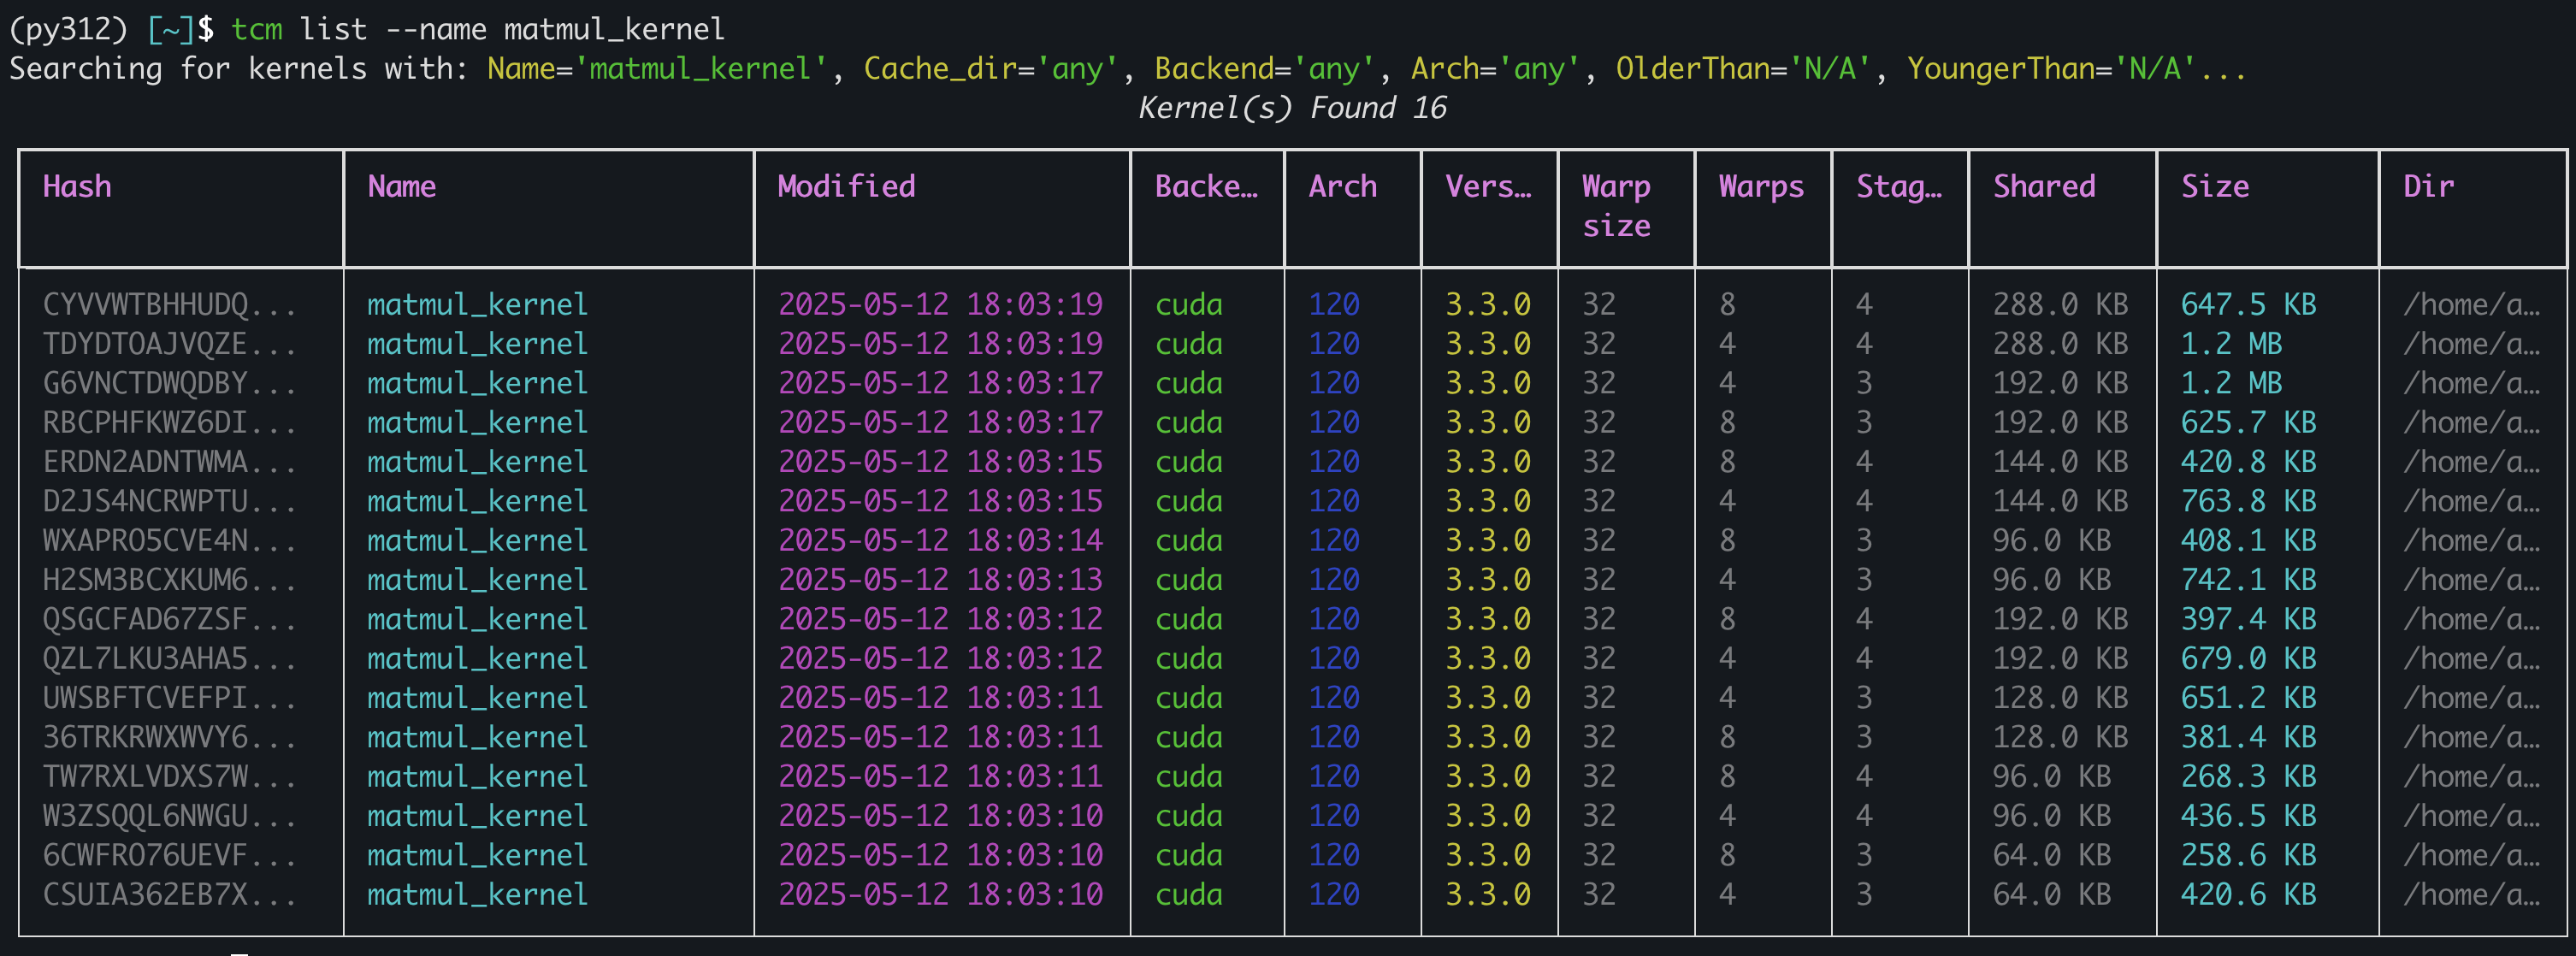 (py312) [~]$ tcm list --name matmul_kernel
Searching for kernels with: Name='matmul_kernel', Cache_dir='any', Backend='any', Arch='any', OlderThan='N/A', YoungerThan='N/A'...
Kernel(s) Found 16
Hash Name Modified Backe… Arch Vers… Warp size Warps Stag… Shared Size Dir
CYVVWTBHHUDQ... matmul_kernel 2025-05-12 18:03:19 cuda 120 3.3.0 32 8 4 288.0 KB 647.5 KB /home/a…
TDYDTOAJVQZE... matmul_kernel 2025-05-12 18:03:19 cuda 120 3.3.0 32 4 4 288.0 KB 1.2 MB /home/a…
G6VNCTDWQDBY... matmul_kernel 2025-05-12 18:03:17 cuda 120 3.3.0 32 4 3 192.0 KB 1.2 MB /home/a…
RBCPHFKWZ6DI... matmul_kernel 2025-05-12 18:03:17 cuda 120 3.3.0 32 8 3 192.0 KB 625.7 KB /home/a…
ERDN2ADNTWMA... matmul_kernel 2025-05-12 18:03:15 cuda 120 3.3.0 32 8 4 144.0 KB 420.8 KB /home/a…
D2JS4NCRWPTU... matmul_kernel 2025-05-12 18:03:15 cuda 120 3.3.0 32 4 4 144.0 KB 763.8 KB /home/a…
WXAPRO5CVE4N... matmul_kernel 2025-05-12 18:03:14 cuda 120 3.3.0 32 8 3 96.0 KB 408.1 KB /home/a…
H2SM3BCXKUM6... matmul_kernel 2025-05-12 18:03:13 cuda 120 3.3.0 32 4 3 96.0 KB 742.1 KB /home/a…
QSGCFAD67ZSF... matmul_kernel 2025-05-12 18:03:12 cuda 120 3.3.0 32 8 4 192.0 KB 397.4 KB /home/a…
QZL7LKU3AHA5... matmul_kernel 2025-05-12 18:03:12 cuda 120 3.3.0 32 4 4 192.0 KB 679.0 KB /home/a…
UWSBFTCVEFPI... matmul_kernel 2025-05-12 18:03:11 cuda 120 3.3.0 32 4 3 128.0 KB 651.2 KB /home/a…
36TRKRWXWVY6... matmul_kernel 2025-05-12 18:03:11 cuda 120 3.3.0 32 8 3 128.0 KB 381.4 KB /home/a…
TW7RXLVDXS7W... matmul_kernel 2025-05-12 18:03:11 cuda 120 3.3.0 32 8 4 96.0 KB 268.3 KB /home/a…
W3ZSQQL6NWGU... matmul_kernel 2025-05-12 18:03:10 cuda 120 3.3.0 32 4 4 96.0 KB 436.5 KB /home/a…
6CWFRO76UEVF... matmul_kernel 2025-05-12 18:03:10 cuda 120 3.3.0 32 8 3 64.0 KB 258.6 KB /home/a…
CSUIA362EB7X... matmul_kernel 2025-05-12 18:03:10 cuda 120 3.3.0 32 4 3 64.0 KB 420.6 KB /home/a…